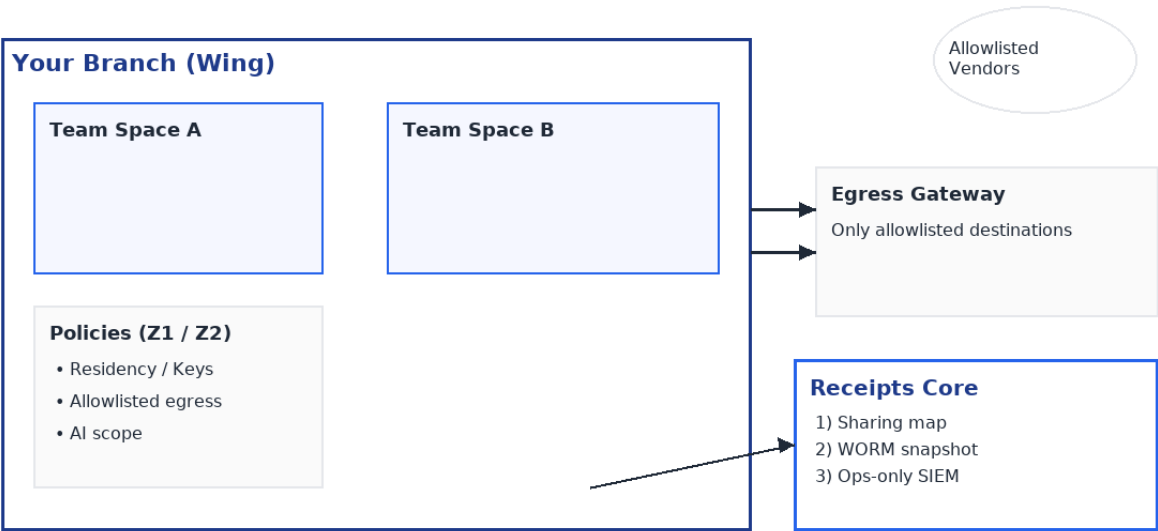 Allowlisted
Vendors
Your Branch (Wing)
Team Space A
Team Space B
Egress Gateway
Only allowlisted destinations
Policies (Z1 / Z2)
• Residency / Keys
• Allowlisted egress
• AI scope
Receipts Core
1) Sharing map
2) WORM snapshot
3) Ops-only SIEM